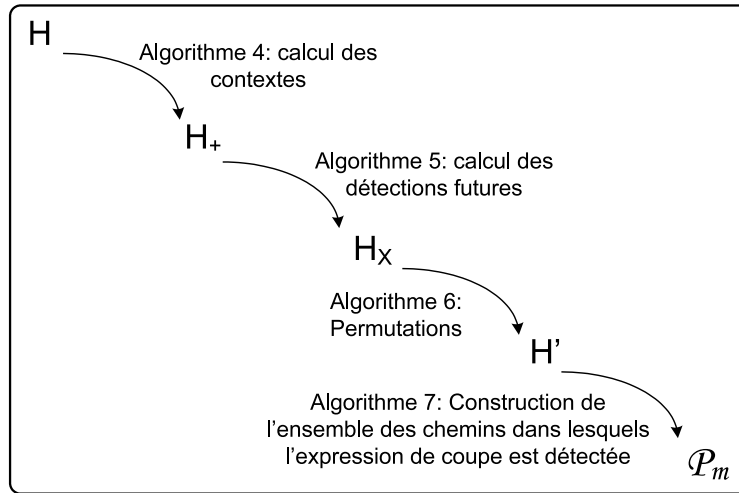 H
Algorithme 4: calcul des
contextes
H+
Algorithme 5: calcul des
détections futures
HX
Algorithme 6:
Permutations
H'
Algorithme 7: Construction de
l'ensemble des chemins dans lesquels
l'expression de coupe est détectée
𝒫m